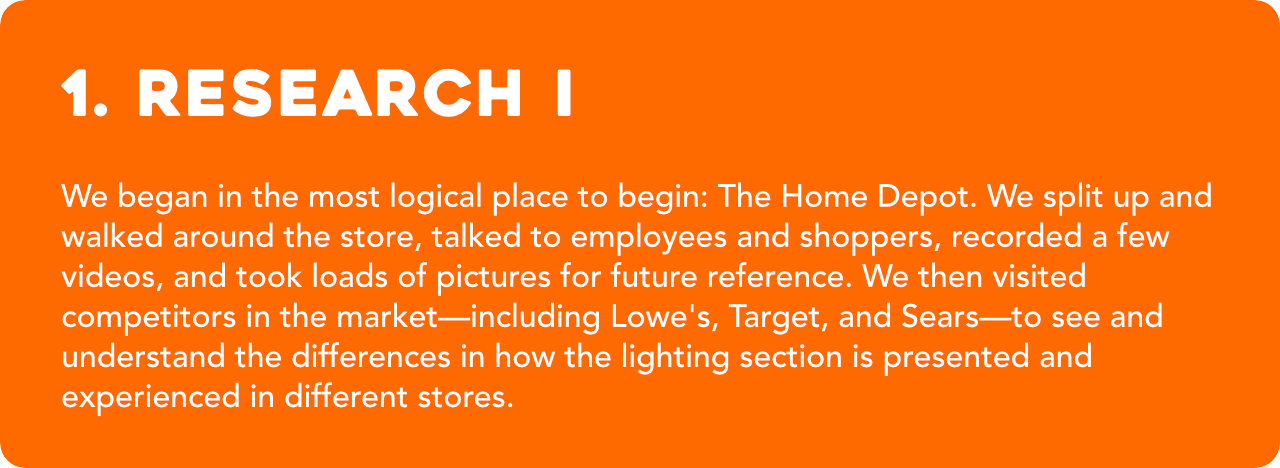 1. RESEARCH I
We began in the most logical place to begin: The Home Depot. We split up and
walked around the store, talked to employees and shoppers, recorded a few
videos, and took loads of pictures for future reference. We then visited
competitors in the market—including Lowe's, Target, and Sears—to see and
understand the differences in how the lighting section is presented and
experienced in different stores.